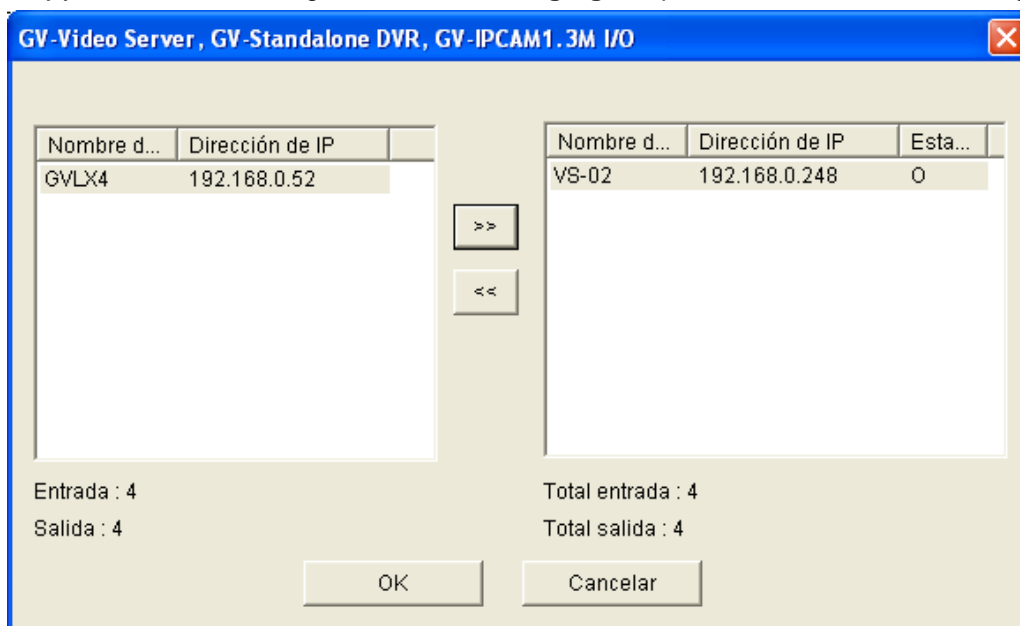 GV-Video Server, GV-Standalone DVR, GV-IPCAM1.3M I/O
Nombre d... Dirección de IP
GVLX4 192.168.0.52
>>
<<
Nombre d... Dirección de IP Esta...
VS-02 192.168.0.248 O
Entrada : 4
Salida : 4
Total entrada : 4
Total salida : 4
OK
Cancelar